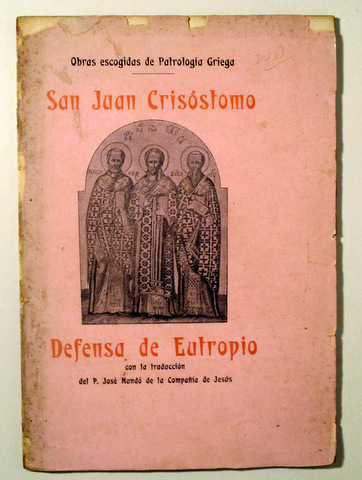 Obras escogidas de Patrología Griega
San Juan Crisóstomo
Defensa de Eutropio
con la traducción
del P. José Mundó de la Compañía de Jesús